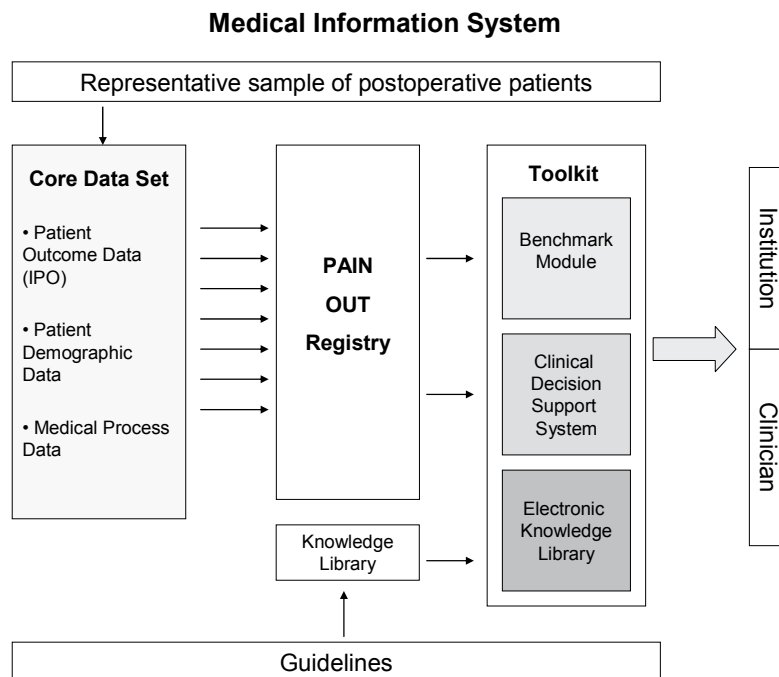 Medical Information System
Representative sample of postoperative patients
Core Data Set
• Patient
Outcome Data
(IPO)
• Patient
Demographic
Data
• Medical Process
Data
PAIN
OUT
Registry
Knowledge
Library
Toolkit
Benchmark
Module
Clinical
Decision
Support
System
Electronic
Knowledge
Library
Institution
Clinician
Guidelines